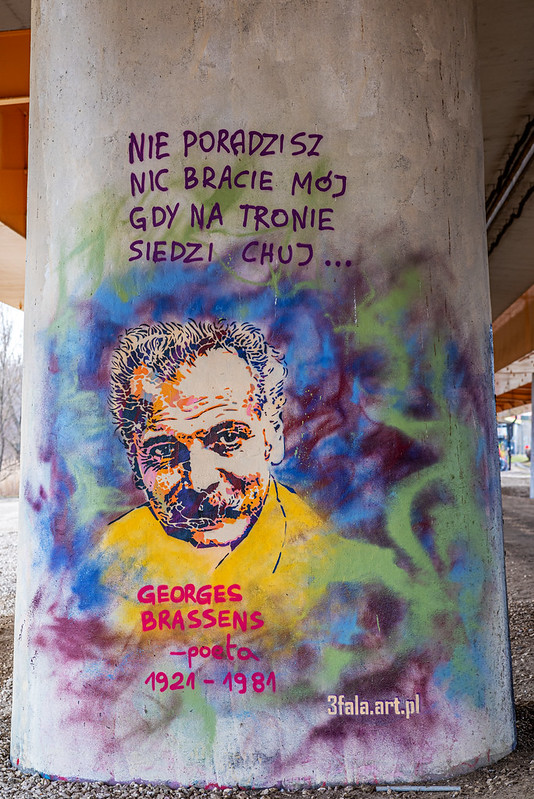 NIE PORADZISZ
NIC BRACIE MÓJ
GDY NA TRONIE
SIEDZI CHUJ...
GEORGES
BRASSENS
-poeta
1921-1981
3fala.art.pl